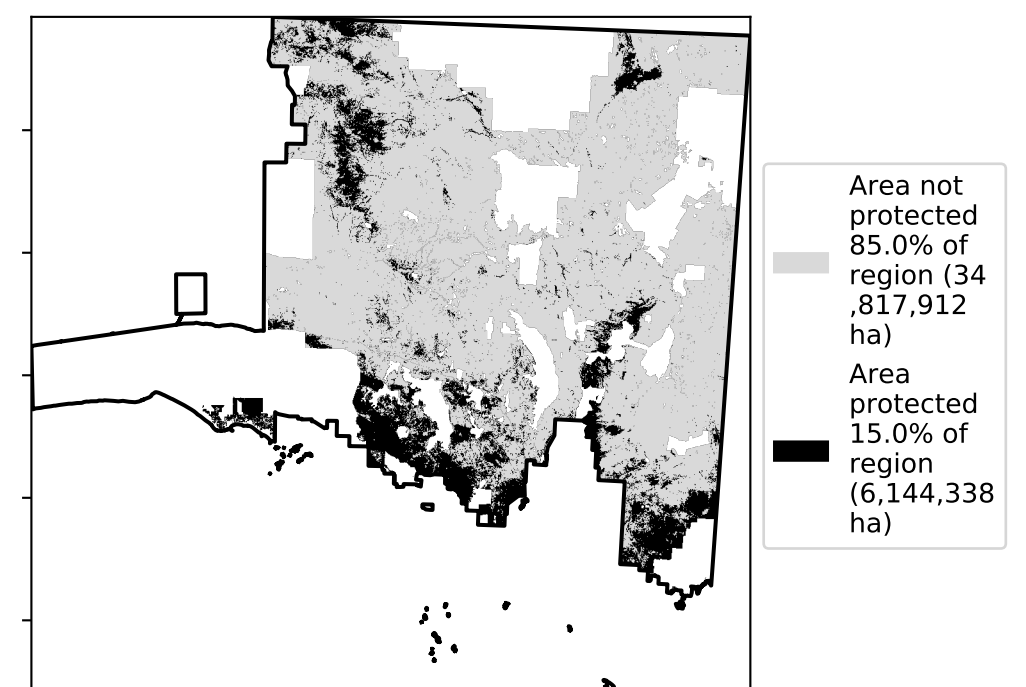 Area not
protected
85.0% of
region (34
,817,912
ha)
Area
protected
15.0% of
region
(6,144,338
ha)